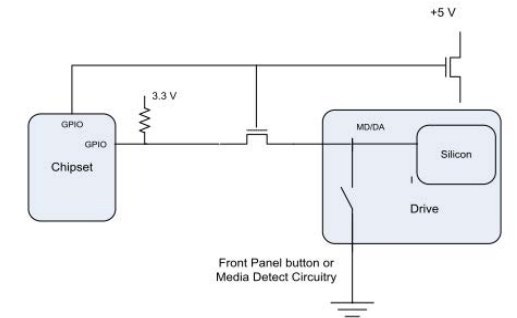 +5 V
3.3 V
GPIO
GPIO
Chipset
MD/DA
Silicon
Drive
Front Panel button or
Media Detect Circuitry